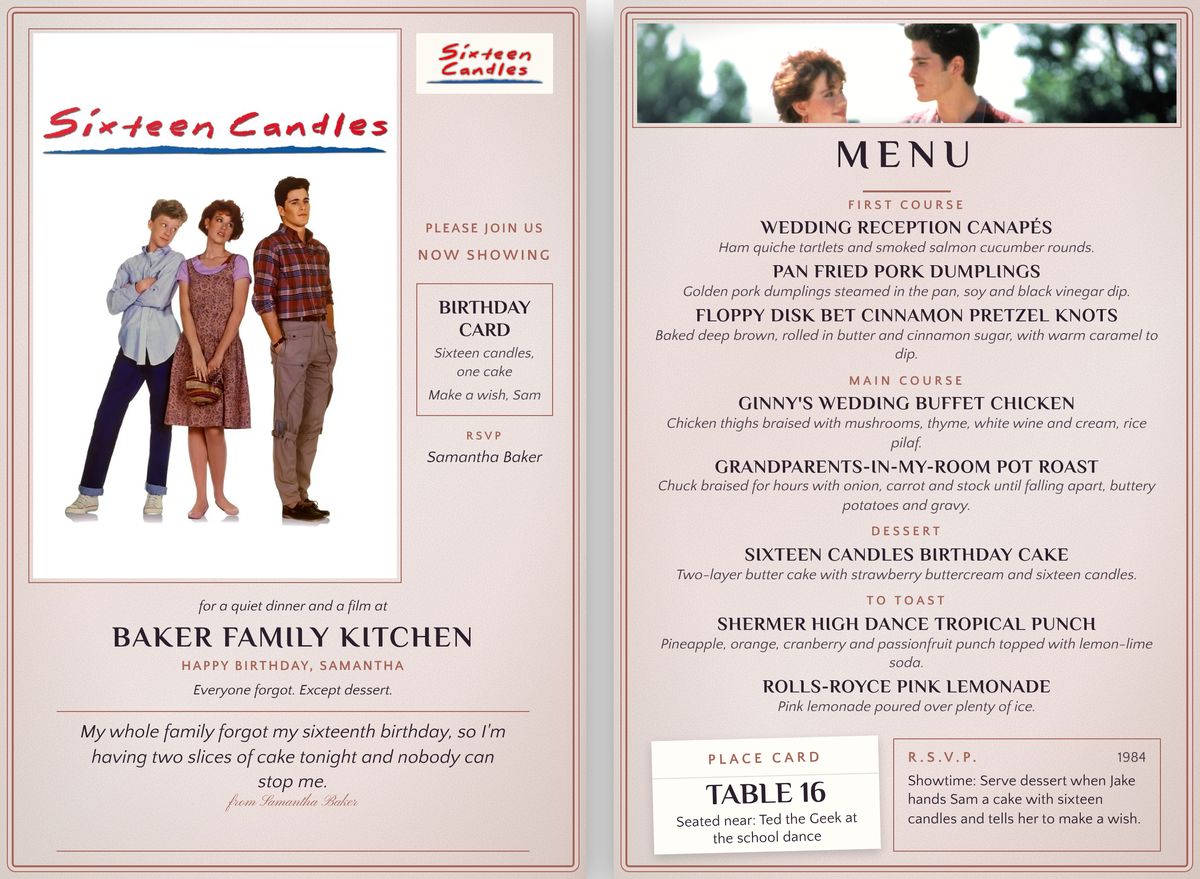 Sixteen Candles
Sixteen
Candles
PLEASE JOIN US
NOW SHOWING
BIRTHDAY
CARD
Sixteen candles,
one cake
Make a wish, Sam
RSVP
Samantha Baker
for a quiet dinner and a film at
BAKER FAMILY KITCHEN
HAPPY BIRTHDAY, SAMANTHA
Everyone forgot. Except dessert.
My whole family forgot my sixteenth birthday, so I'm
having two slices of cake tonight and nobody can
stop me.
from Samantha Baker
MENU
FIRST COURSE
WEDDING RECEPTION CANAPÉS
Ham quiche tartlets and smoked salmon cucumber rounds.
PAN FRIED PORK DUMPLINGS
Golden pork dumplings steamed in the pan, soy and black vinegar dip.
FLOPPY DISK BET CINNAMON PRETZEL KNOTS
Baked deep brown, rolled in butter and cinnamon sugar, with warm caramel to
dip.
MAIN COURSE
GINNY'S WEDDING BUFFET CHICKEN
Chicken thighs braised with mushrooms, thyme, white wine and cream, rice
pilaf.
GRANDPARENTS-IN-MY-ROOM POT ROAST
Chuck braised for hours with onion, carrot and stock until falling apart, buttery
potatoes and gravy.
DESSERT
SIXTEEN CANDLES BIRTHDAY CAKE
Two-layer butter cake with strawberry buttercream and sixteen candles.
TO TOAST
SHERMER HIGH DANCE TROPICAL PUNCH
Pineapple, orange, cranberry and passionfruit punch topped with lemon-lime
soda.
ROLLS-ROYCE PINK LEMONADE
Pink lemonade poured over plenty of ice.
PLACE CARD
TABLE 16
Seated near: Ted the Geek at
the school dance
R.S.V.P. 1984
Showtime: Serve dessert when Jake
hands Sam a cake with sixteen
candles and tells her to make a wish.